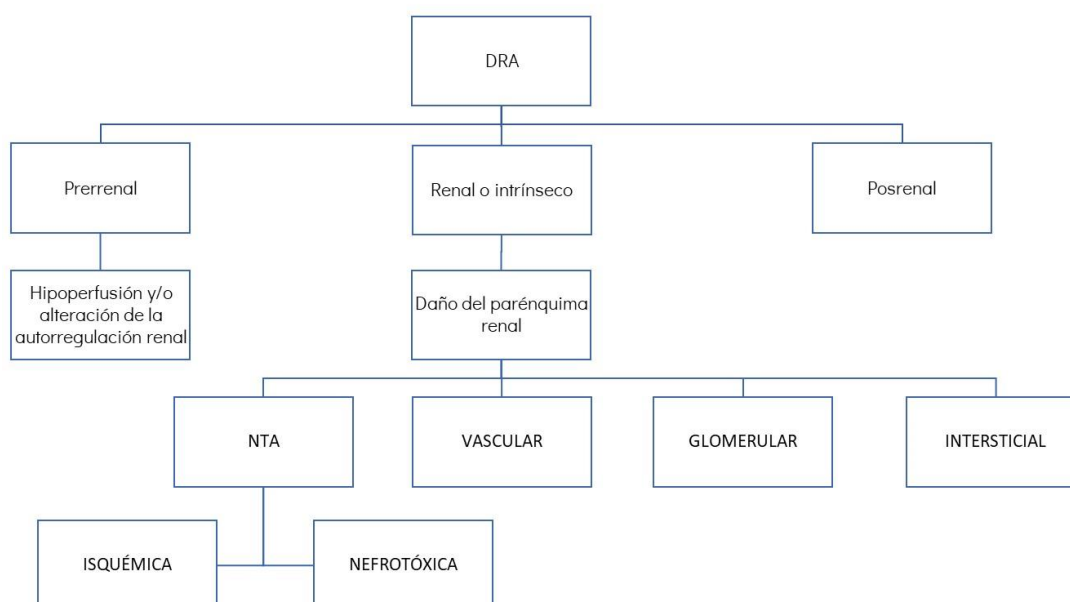 DRA
Prerrenal
Renal o intrínseco
Posrenal
Hipoperfusión y/o
alteración de la
autorregulación renal
Daño del parénquima
renal
NTA
VASCULAR
GLOMERULAR
INTERSTICIAL
ISQUÉMICA
NEFROTÓXICA